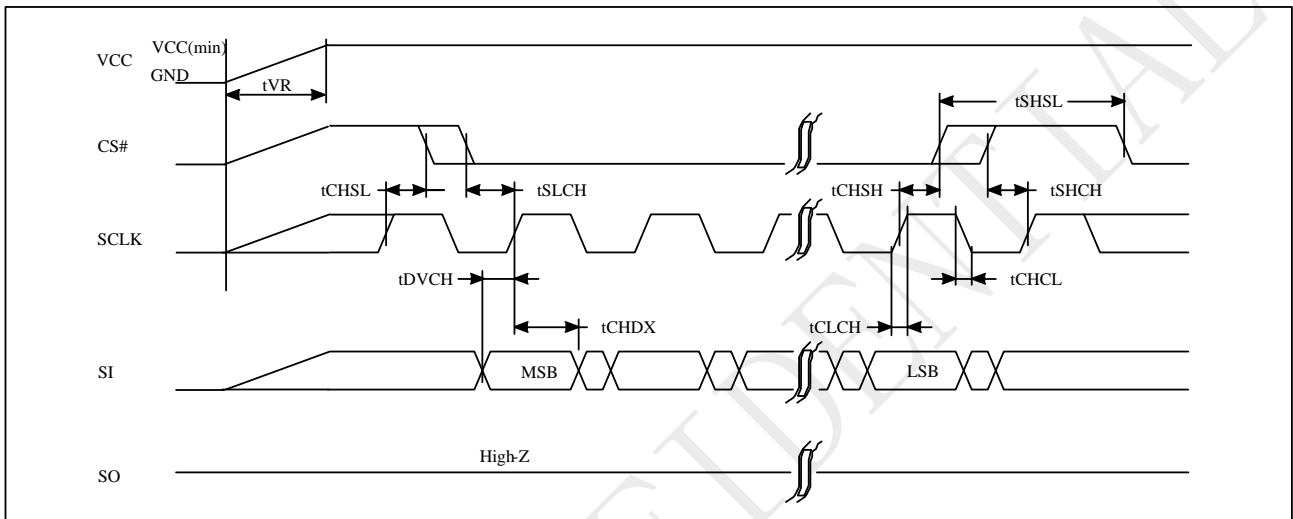 VCC
VCC(min)
GND
tVR
tSHSL
CS#
tCHSL
tSLCH
tCHSH
tSHCH
SCLK
tDVCH
tCHCL
tCHDX
tCLCH
SI
MSB
LSB
High-Z
SO